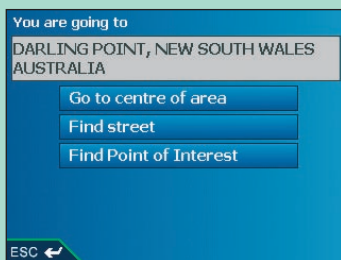 You are going to
DARLING POINT, NEW SOUTH WALES
AUSTRALIA
Go to centre of area
Find street
Find Point of Interest
ESC